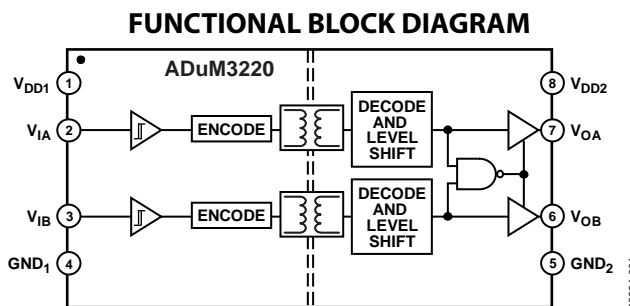 FUNCTIONAL BLOCK DIAGRAM
ADuM3220
VDD1 1
8 VDD2
VIA 2
ENCODE
DECODE
AND
LEVEL
SHIFT
7 VOA
VIB 3
ENCODE
DECODE
AND
LEVEL
SHIFT
6 VOB
GND1 4
5 GND2